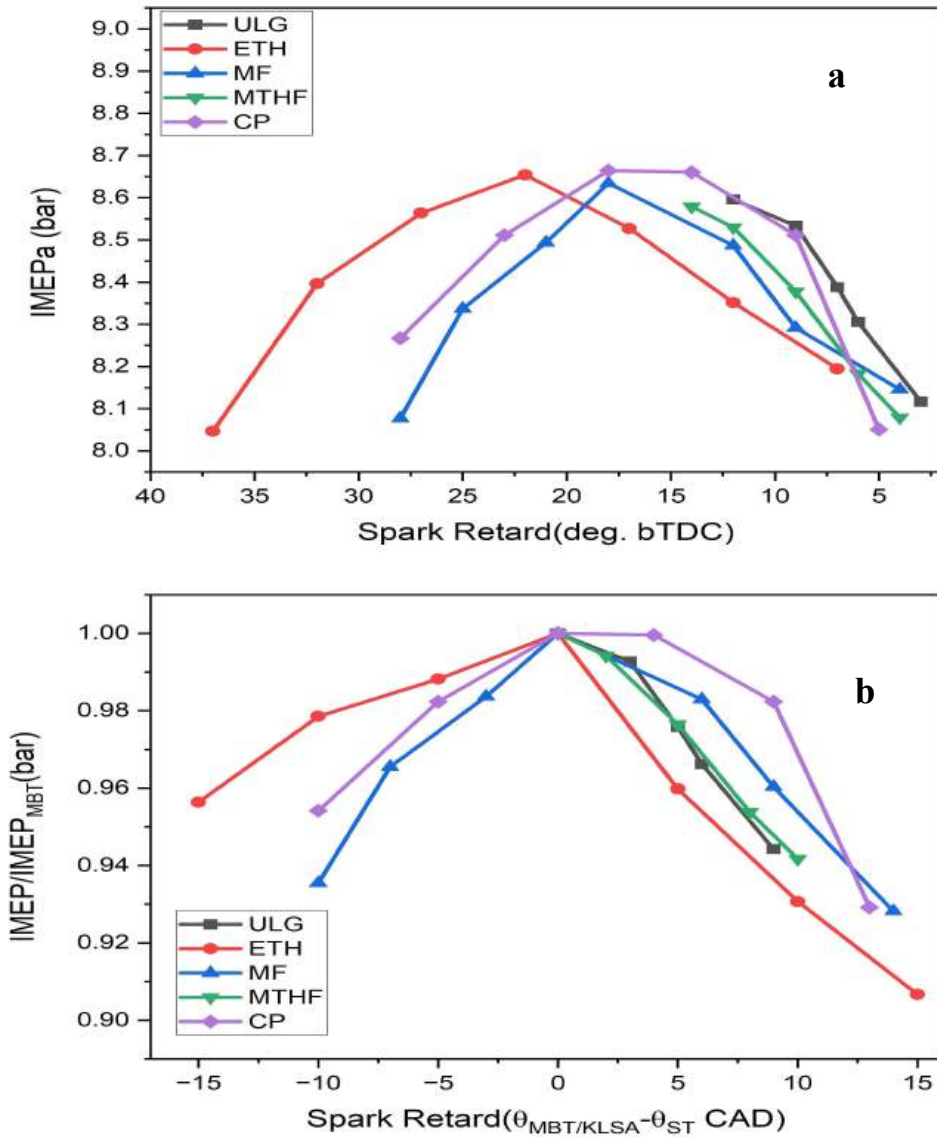 a
ULG
ETH
MF
MTHF
CP
IMEPa (bar)
9.0
8.9
8.8
8.7
8.6
8.5
8.4
8.3
8.2
8.1
8.0
40 35 30 25 20 15 10 5
Spark Retard(deg. bTDC)
b
IMEP/IMEP_MBT(bar)
1.00
0.98
0.96
0.94
0.92
0.90
ULG
ETH
MF
MTHF
CP
−15 −10 −5 0 5 10 15
Spark Retard(θ_MBT/KLSA-θ_ST CAD)